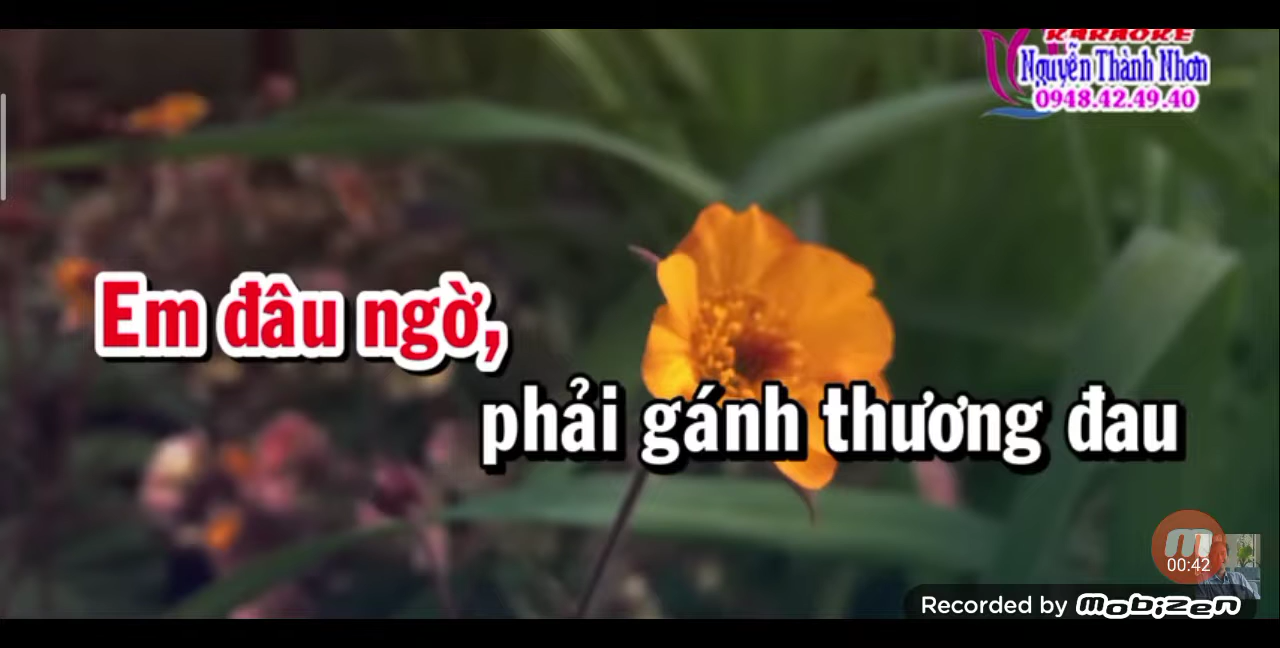 KARAOKE
Nguyễn Thành Nhơn
0948.42.49.40
Em đâu ngờ,
phải gánh thương đau
00:42
Recorded by mobizen